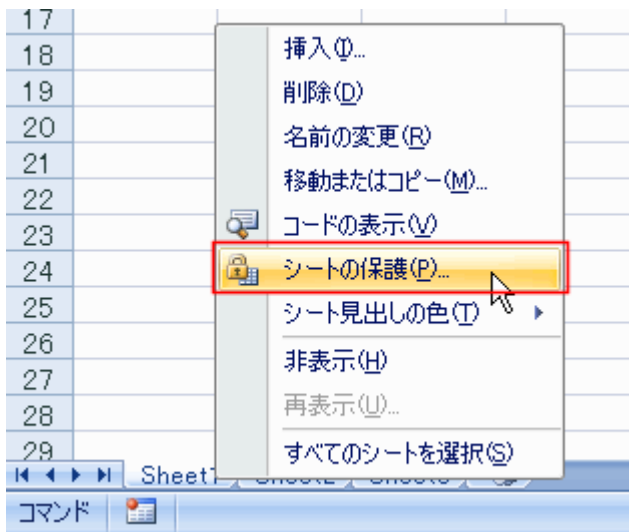 17
18
19
20
21
22
23
24
25
26
27
28
29
挿入(I)...
削除(D)
名前の変更(R)
移動またはコピー(M)...
コードの表示(V)
シートの保護(P)...
シート見出しの色(T)
非表示(H)
再表示(U)...
すべてのシートを選択(S)
Sheet1
コマンド